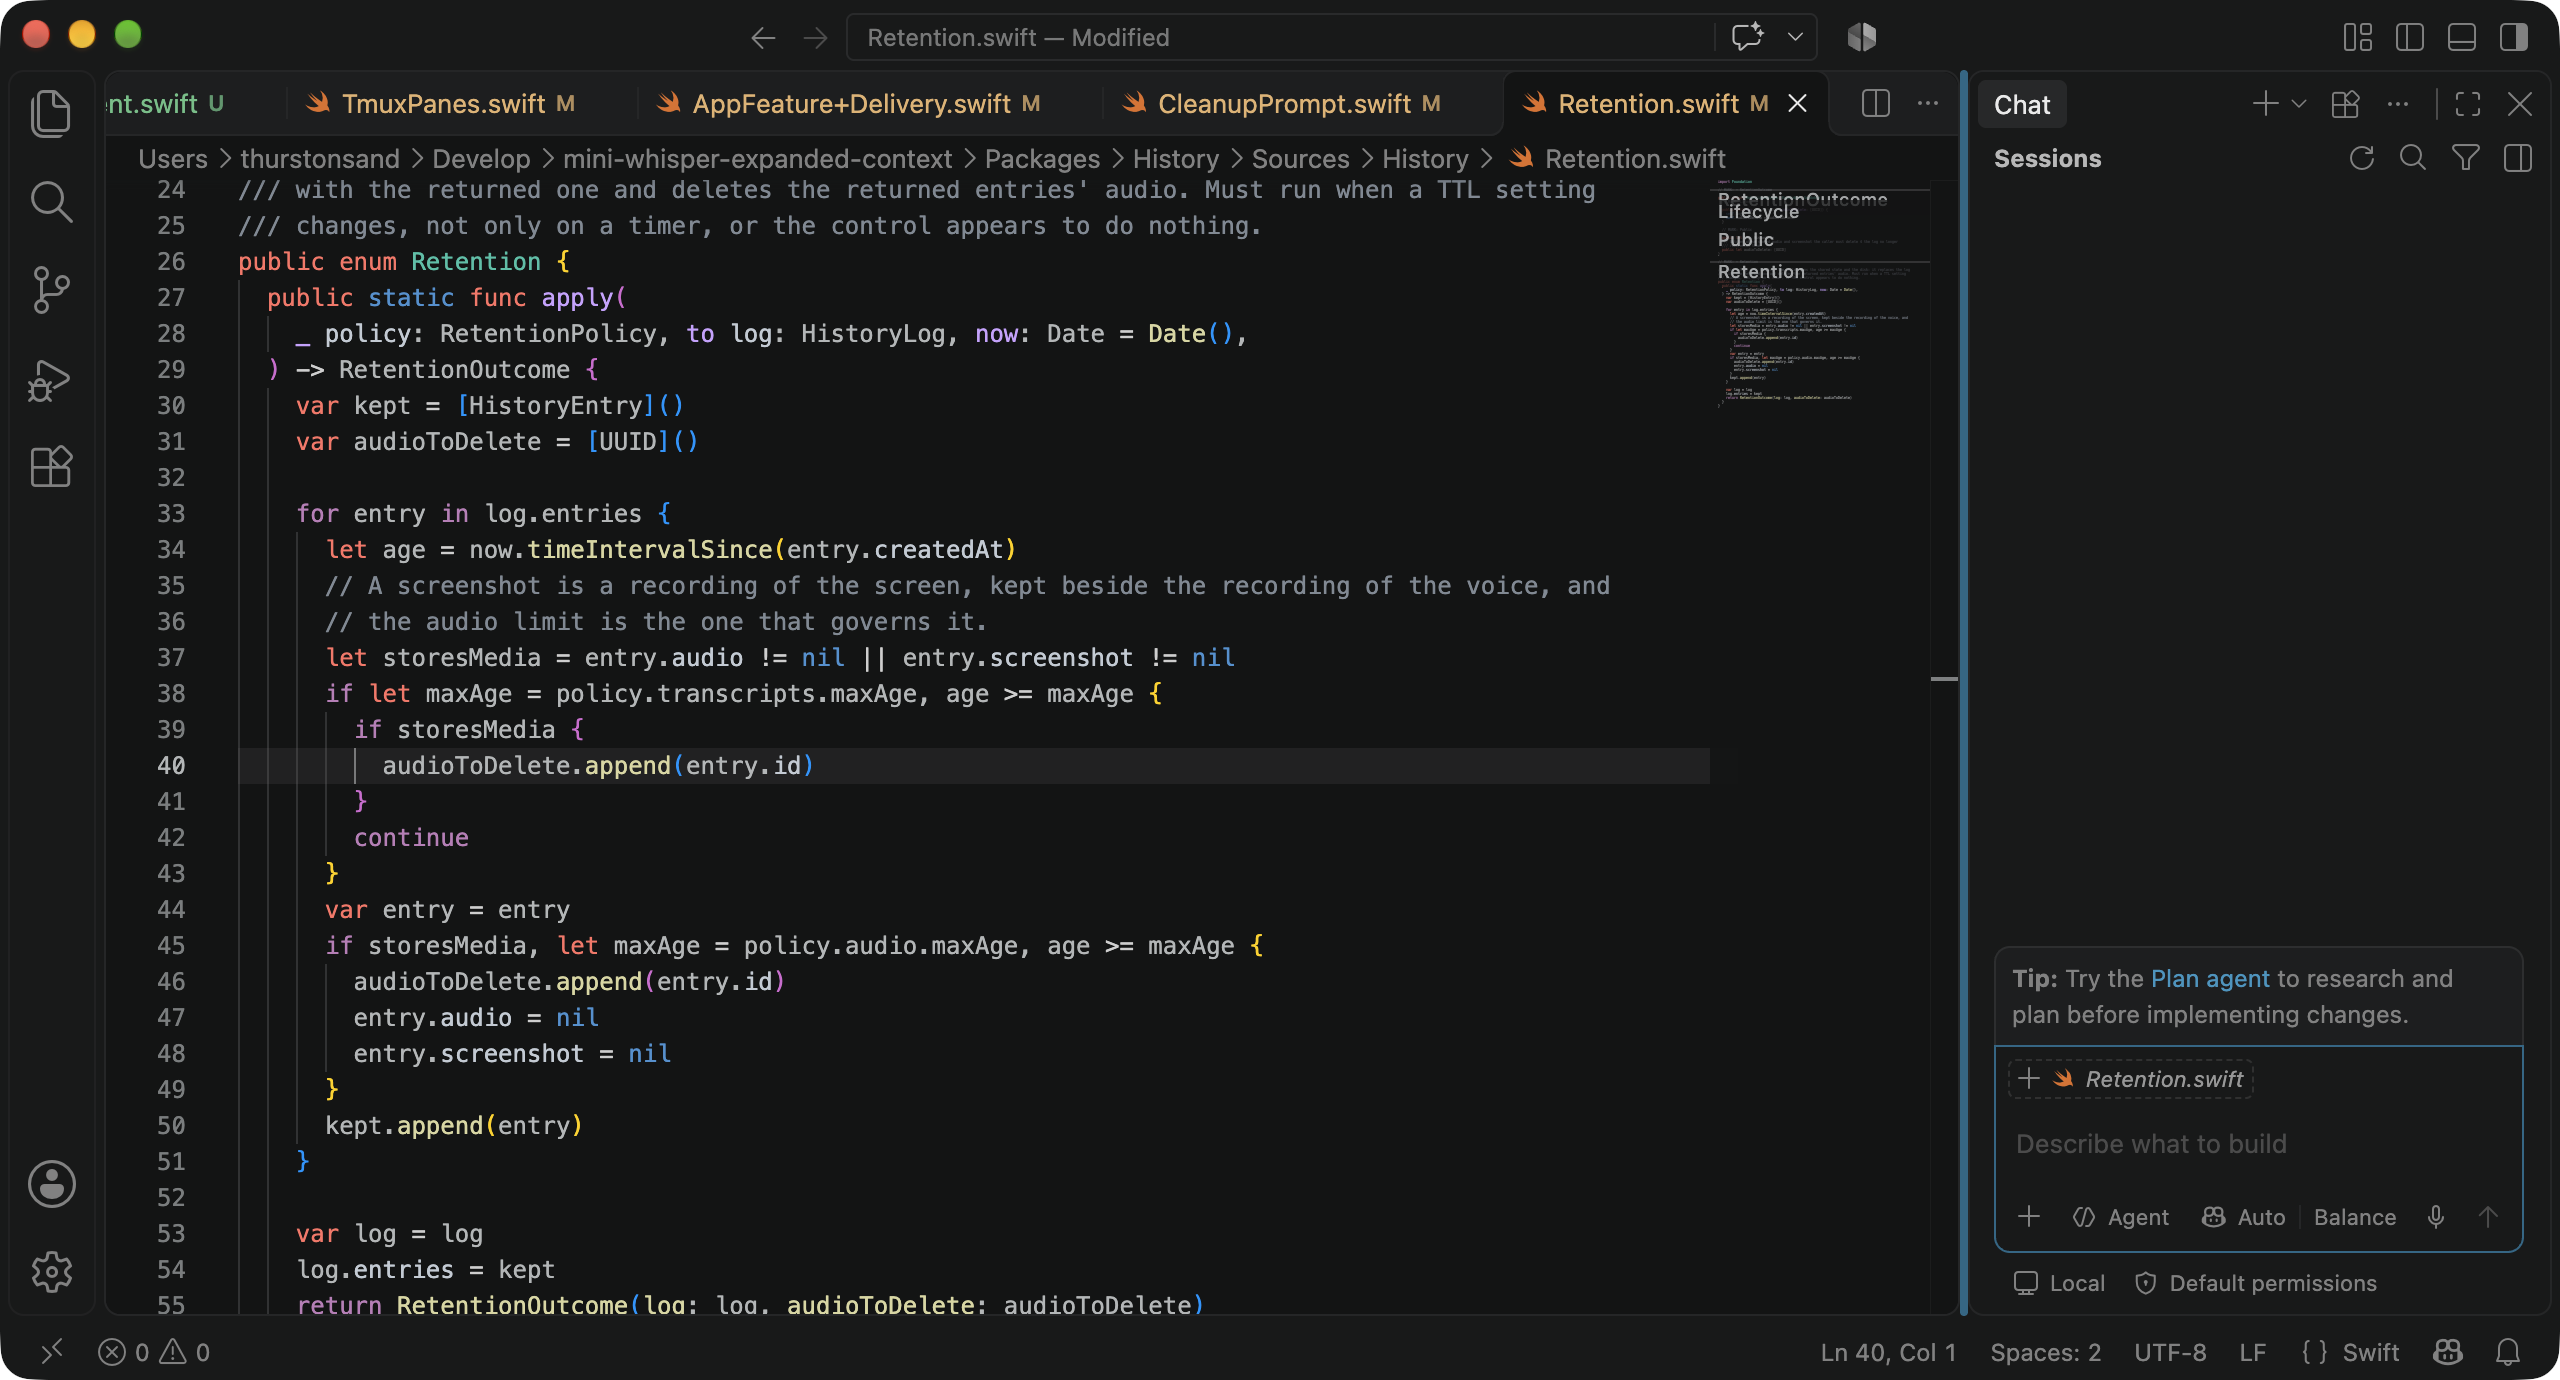 Retention.swift — Modified
nt.swift U
TmuxPanes.swift M
AppFeature+Delivery.swift M
CleanupPrompt.swift M
Retention.swift M
Users > thurstonsand > Develop > mini-whisper-expanded-context > Packages > History > Sources > History > Retention.swift
24 /// with the returned one and deletes the returned entries' audio. Must run when a TTL setting
25 /// changes, not only on a timer, or the control appears to do nothing.
26 public enum Retention {
27 public static func apply(
28 _ policy: RetentionPolicy, to log: HistoryLog, now: Date = Date(),
29 ) -> RetentionOutcome {
30 var kept = [HistoryEntry]()
31 var audioToDelete = [UUID]()
32
33 for entry in log.entries {
34 let age = now.timeIntervalSince(entry.createdAt)
35 // A screenshot is a recording of the screen, kept beside the recording of the voice, and
36 // the audio limit is the one that governs it.
37 let storesMedia = entry.audio != nil || entry.screenshot != nil
38 if let maxAge = policy.transcripts.maxAge, age >= maxAge {
39 if storesMedia {
40 audioToDelete.append(entry.id)
41 }
42 continue
43 }
44 var entry = entry
45 if storesMedia, let maxAge = policy.audio.maxAge, age >= maxAge {
46 audioToDelete.append(entry.id)
47 entry.audio = nil
48 entry.screenshot = nil
49 }
50 kept.append(entry)
51 }
52
53 var log = log
54 log.entries = kept
55 return RetentionOutcome(log: log, audioToDelete: audioToDelete)
RetentionOutcome
Lifecycle
Public
Retention
Chat
Sessions
Tip: Try the Plan agent to research and
plan before implementing changes.
Retention.swift
Describe what to build
Agent
Auto
Balance
Local
Default permissions
0
0
Ln 40, Col 1
Spaces: 2
UTF-8
LF
{ } Swift